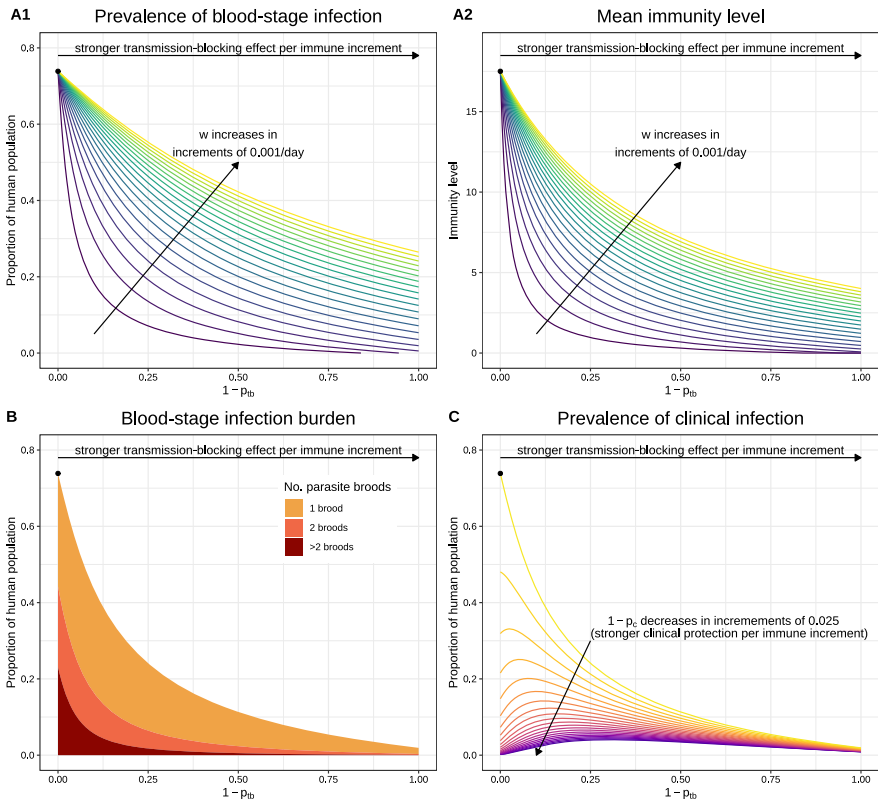 A1 Prevalence of blood-stage infection
stronger transmission-blocking effect per immune increment
w increases in
increments of 0.001/day
Proportion of human population
0.8
0.6
0.4
0.2
0.0
0.00 0.25 0.50 0.75 1.00
1 − ptb
A2 Mean immunity level
stronger transmission-blocking effect per immune increment
w increases in
increments of 0.001/day
Immunity level
15
10
5
0
0.00 0.25 0.50 0.75 1.00
1 − ptb
B Blood-stage infection burden
stronger transmission-blocking effect per immune increment
No. parasite broods
1 brood
2 broods
>2 broods
Proportion of human population
0.8
0.6
0.4
0.2
0.0
0.00 0.25 0.50 0.75 1.00
1 − ptb
C Prevalence of clinical infection
stronger transmission-blocking effect per immune increment
1 − pc decreases in incremements of 0.025
(stronger clinical protection per immune increment)
Proportion of human population
0.8
0.6
0.4
0.2
0.0
0.00 0.25 0.50 0.75 1.00
1 − ptb